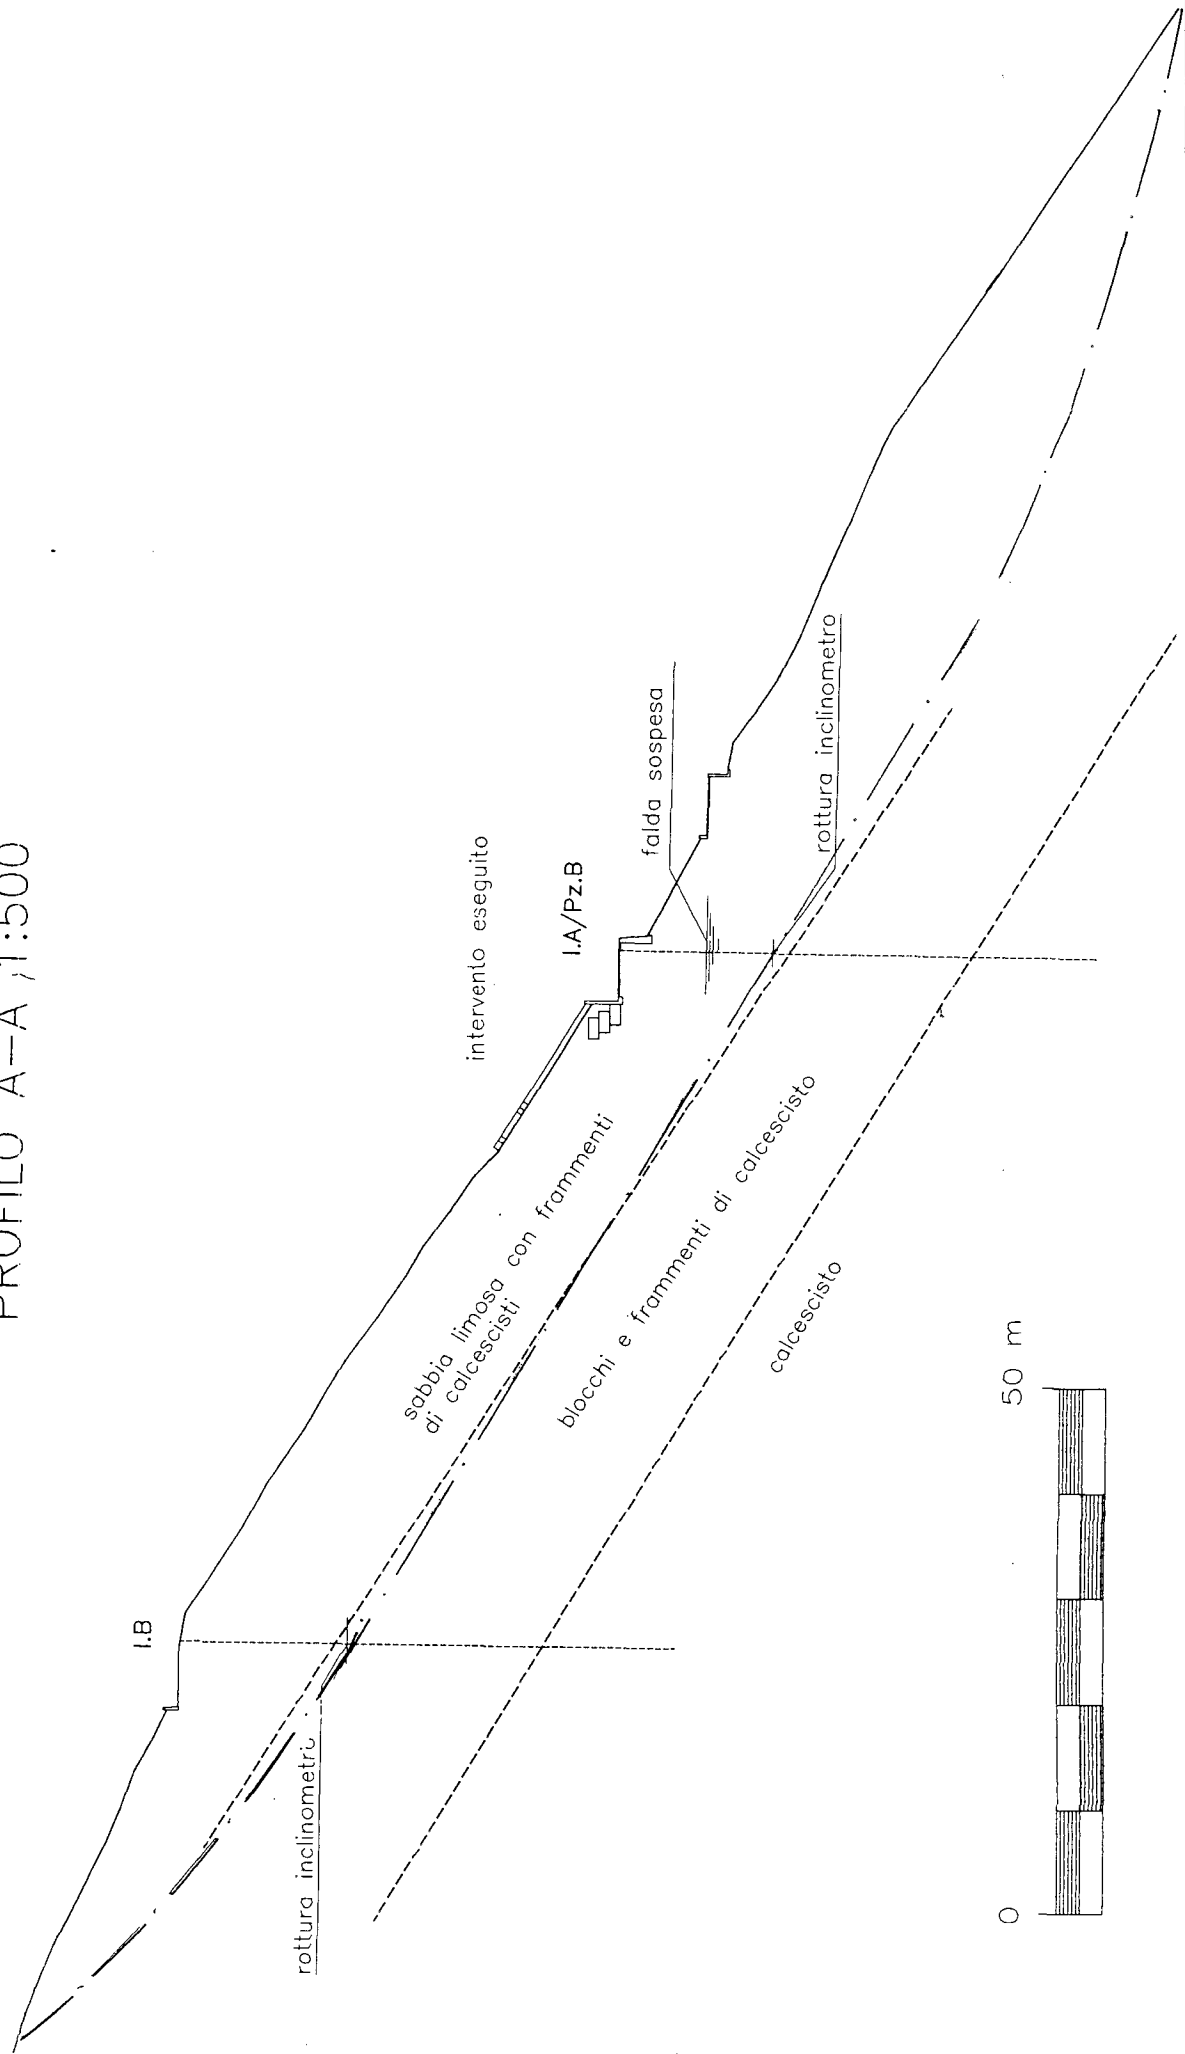 PROFILO A--A ;1:500
I.B
intervento eseguito
I.A/Pz.B
falda sospesa
rottura inclinometro
sabbia limosa con frammenti
di calcescisti
blocchi e frammenti di calcescisto
calcescisto
rottura inclinometro
0
50 m